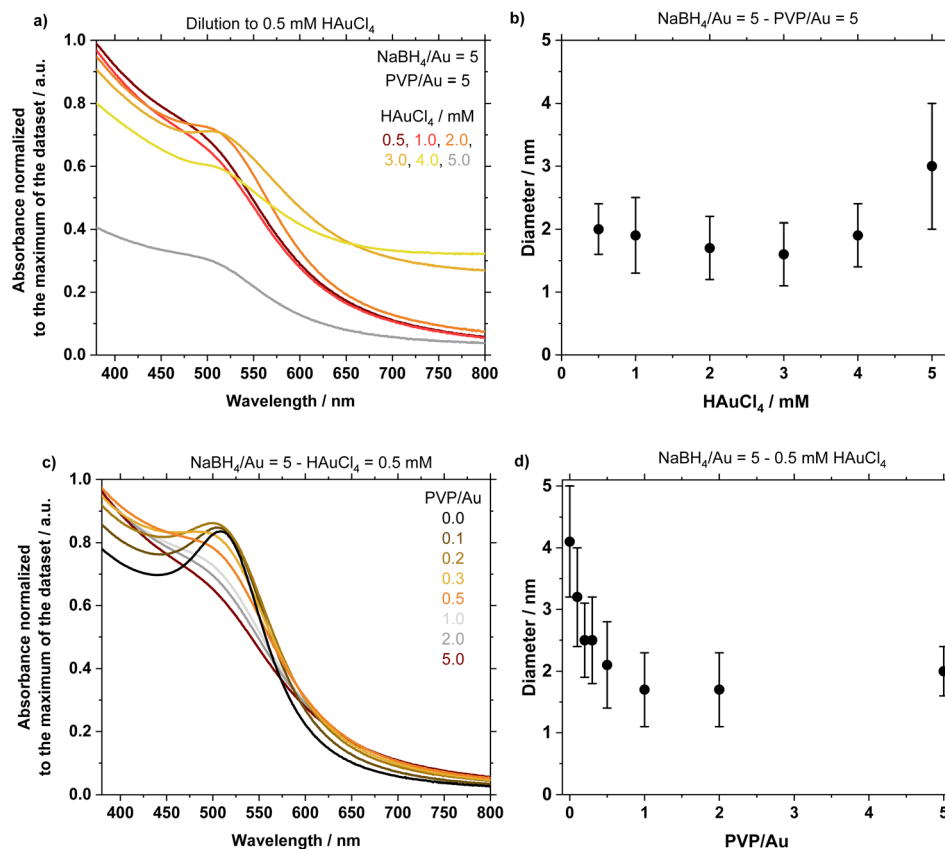 a)
Dilution to 0.5 mM HAuCl₄
Absorbance normalized
to the maximum of the dataset / a.u.
1.0
0.8
0.6
0.4
0.2
0.0
NaBH₄/Au = 5
PVP/Au = 5
HAuCl₄ / mM
0.5, 1.0, 2.0,
3.0, 4.0, 5.0
400 450 500 550 600 650 700 750 800
Wavelength / nm
b)
NaBH₄/Au = 5 - PVP/Au = 5
Diameter / nm
5
4
3
2
1
0
0 1 2 3 4 5
HAuCl₄ / mM
c)
NaBH₄/Au = 5 - HAuCl₄ = 0.5 mM
Absorbance normalized
to the maximum of the dataset / a.u.
1.0
0.8
0.6
0.4
0.2
0.0
PVP/Au
0.0
0.1
0.2
0.3
0.5
1.0
2.0
5.0
400 450 500 550 600 650 700 750 800
Wavelength / nm
d)
NaBH₄/Au = 5 - 0.5 mM HAuCl₄
Diameter / nm
5
4
3
2
1
0
0 1 2 3 4 5
PVP/Au